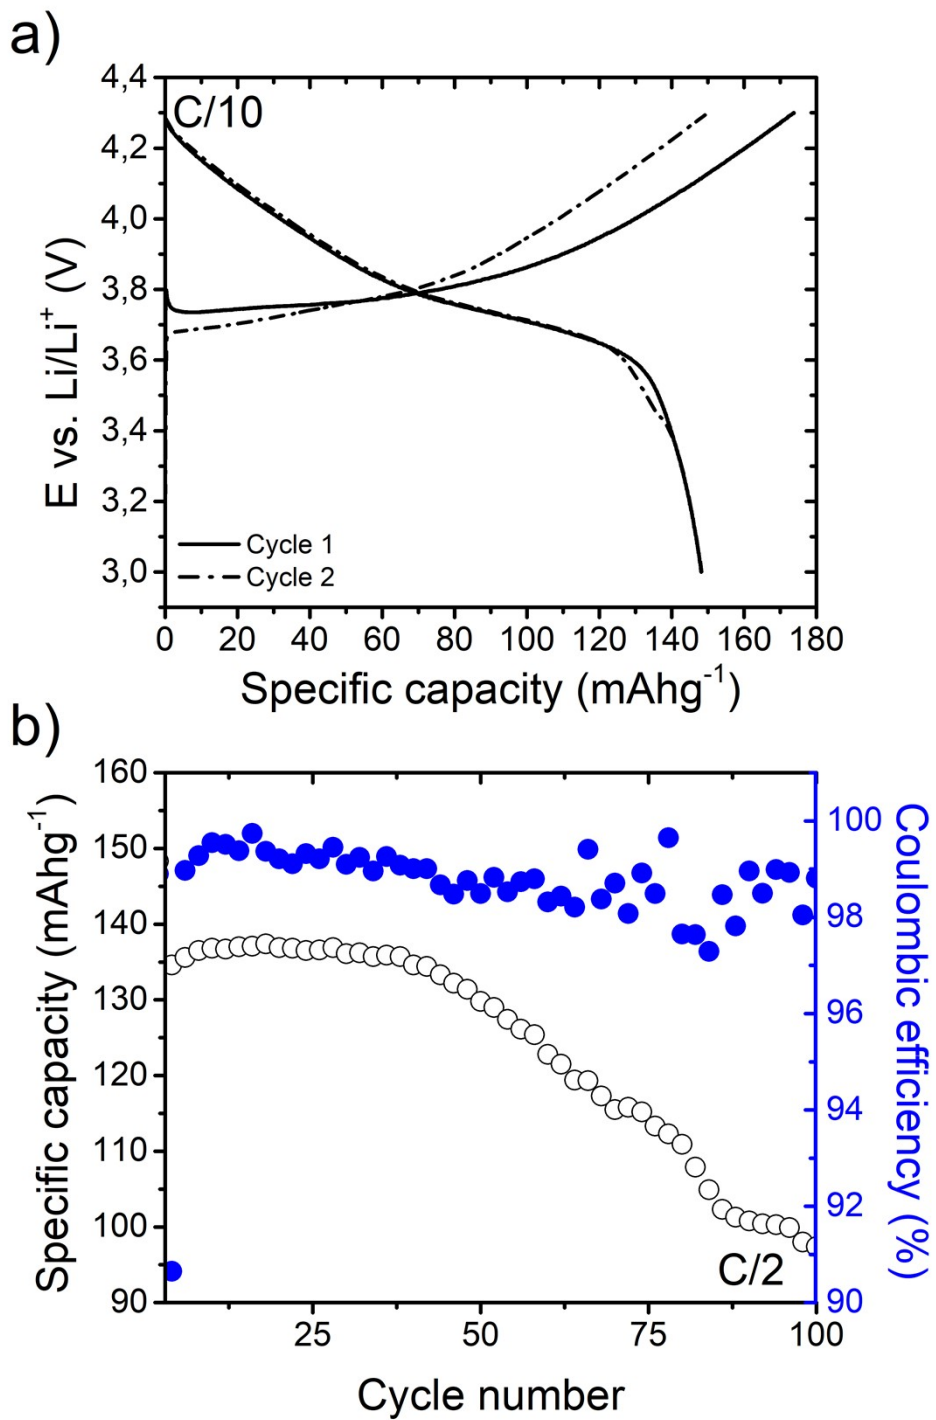 a)
C/10
4,4
4,2
4,0
3,8
3,6
3,4
3,2
3,0
E vs. Li/Li⁺ (V)
Cycle 1
Cycle 2
0 20 40 60 80 100 120 140 160 180
Specific capacity (mAhg⁻¹)
b)
160
150
140
130
120
110
100
90
Specific capacity (mAhg⁻¹)
100
98
96
94
92
90
Coulombic efficiency (%)
C/2
25 50 75 100
Cycle number